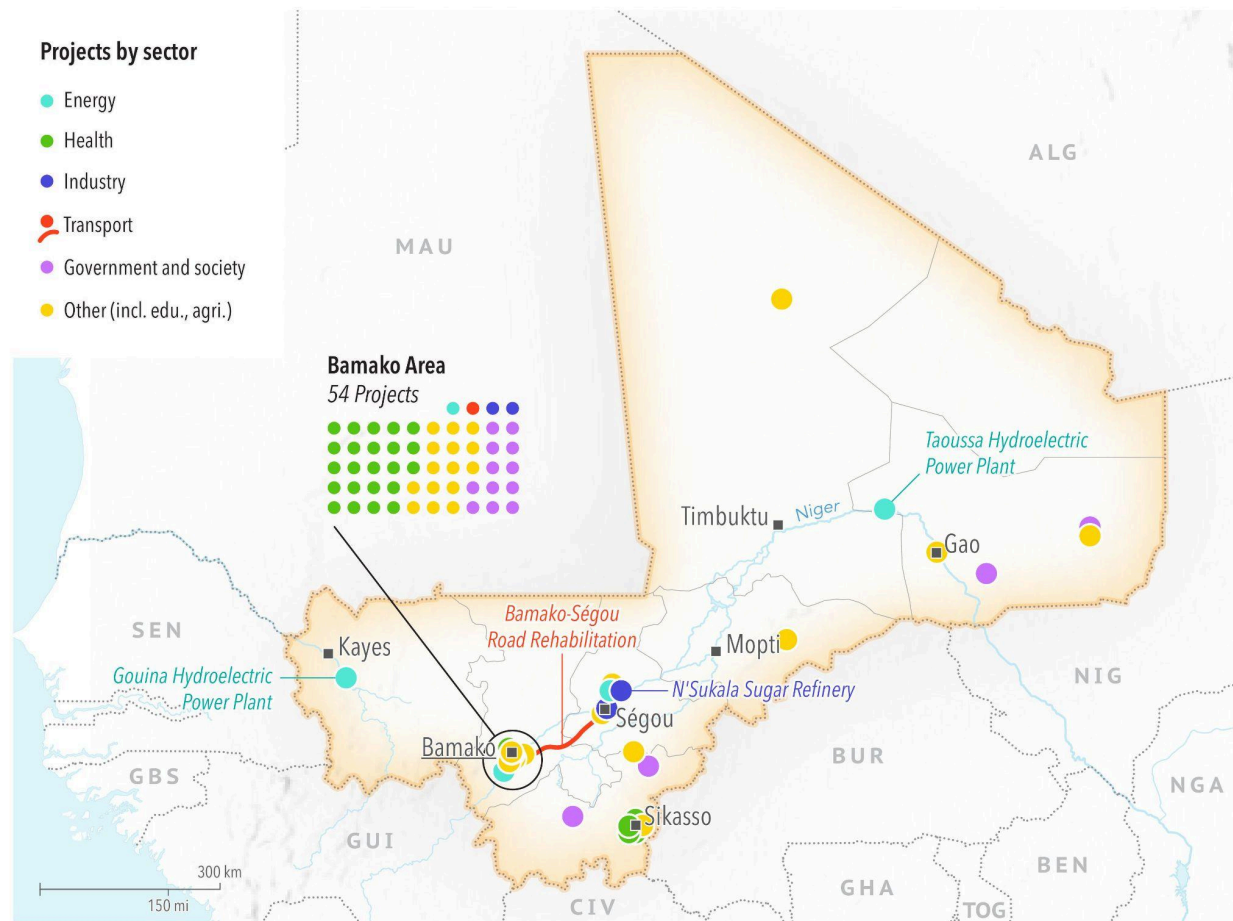 Projects by sector
Energy
Health
Industry
Transport
Government and society
Other (incl. edu., agri.)
Bamako Area
54 Projects
ALG
MAU
Taoussa Hydroelectric
Power Plant
Timbuktu
Niger
Gao
SEN
Kayes
Gouina Hydroelectric
Power Plant
Bamako-Ségou
Road Rehabilitation
Mopti
N'Sukala Sugar Refinery
NIG
Ségou
Bamako
GBS
BUR
NGA
Sikasso
GUI
BEN
300 km
150 mi
CIV
GHA
TOG